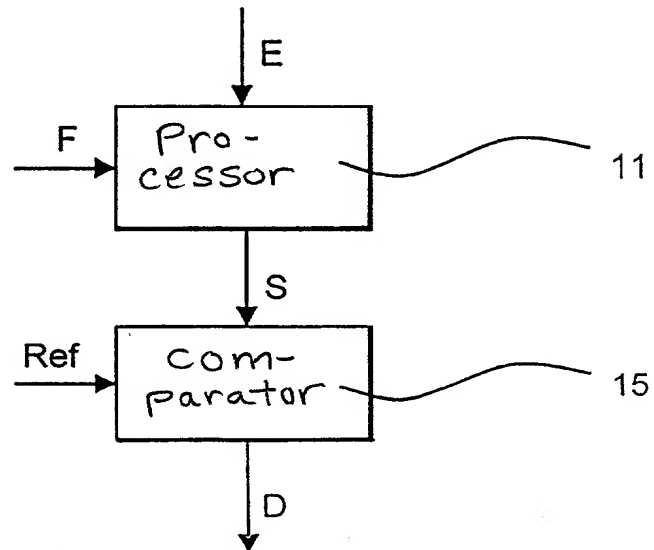 E
F
Pro-
cessor
11
S
Ref
com-
parator
15
D